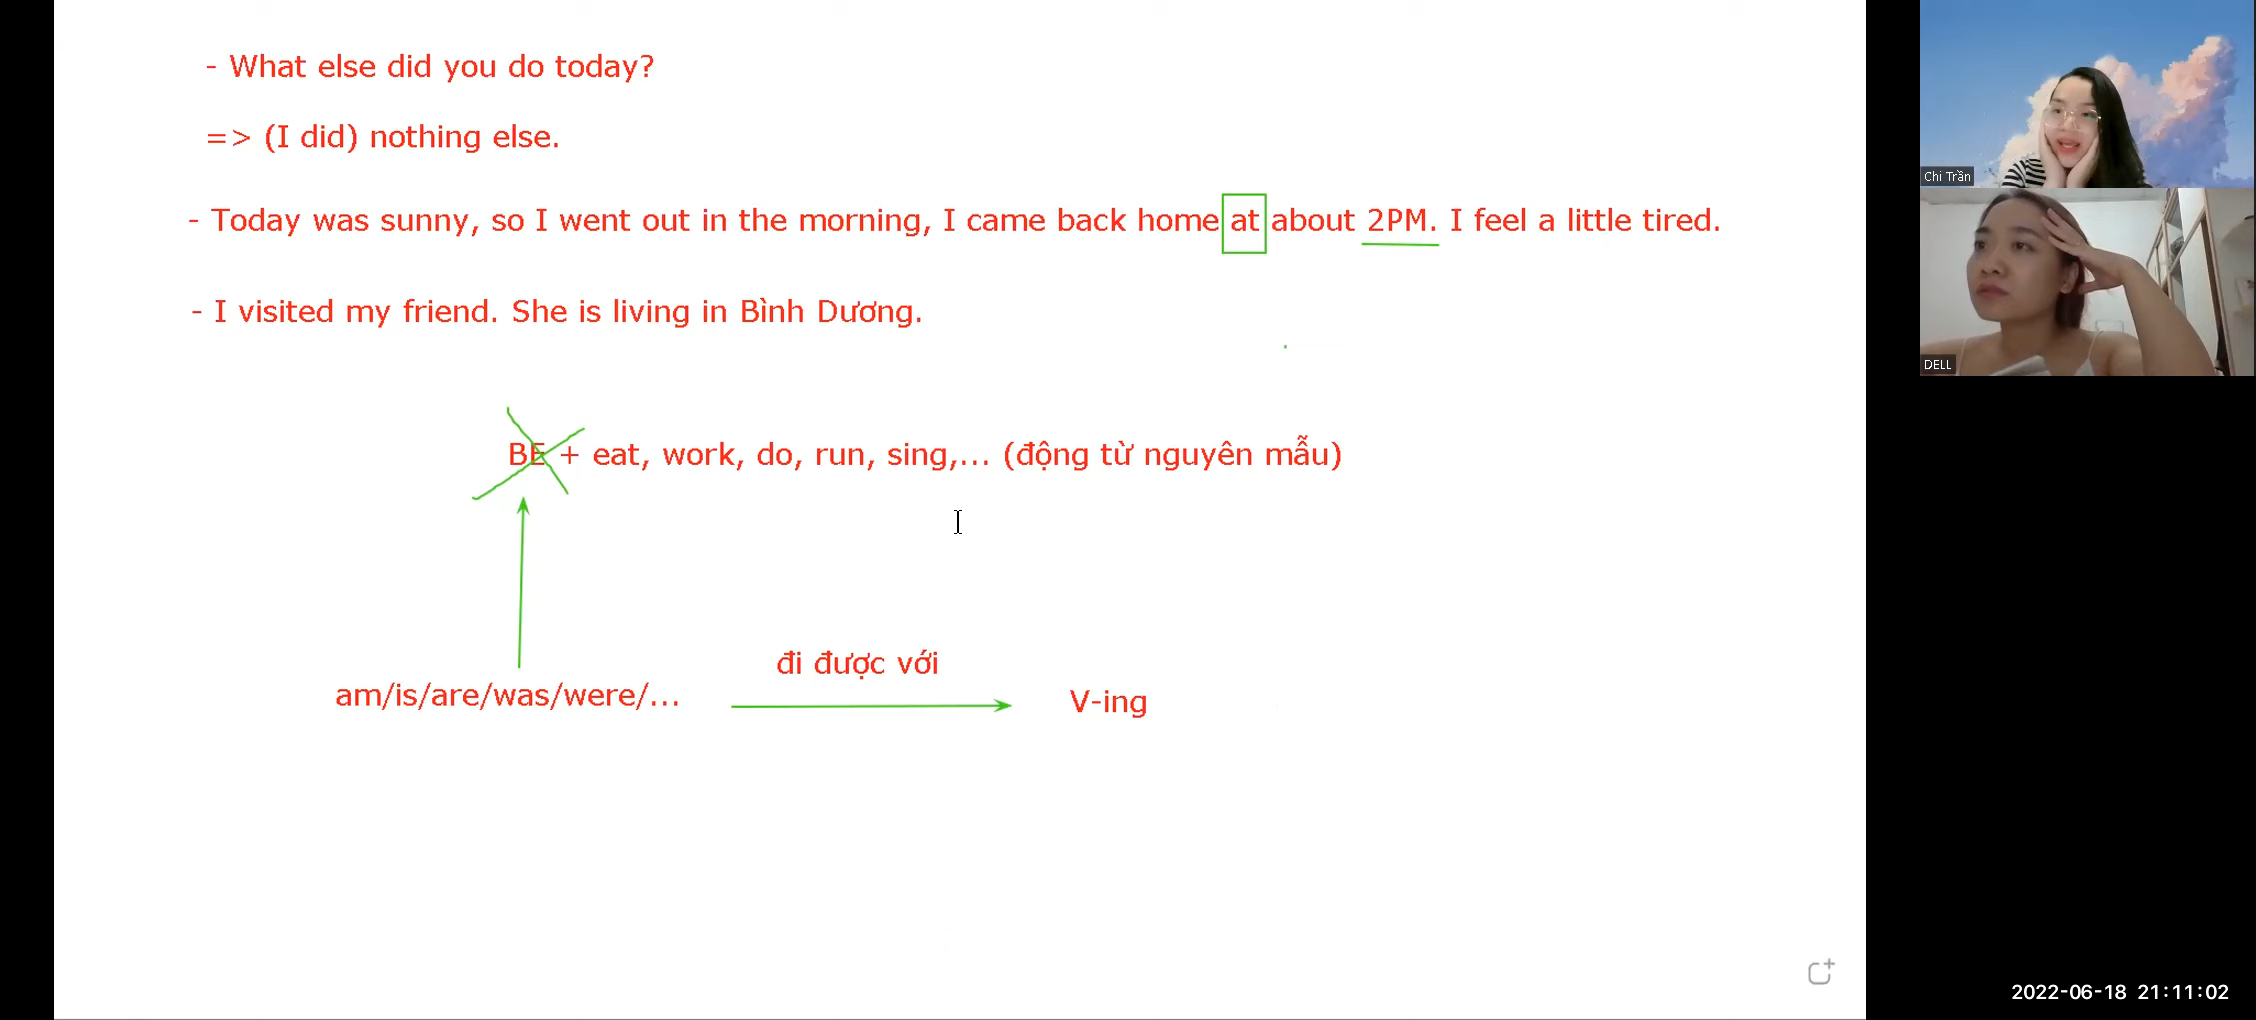 - What else did you do today?
=> (I did) nothing else.
- Today was sunny, so I went out in the morning, I came back home at about 2PM. I feel a little tired.
- I visited my friend. She is living in Bình Dương.
BE + eat, work, do, run, sing,... (động từ nguyên mẫu)
đi được với
am/is/are/was/were/...
V-ing
Chi Trần
DELL
2022-06-18 21:11:02